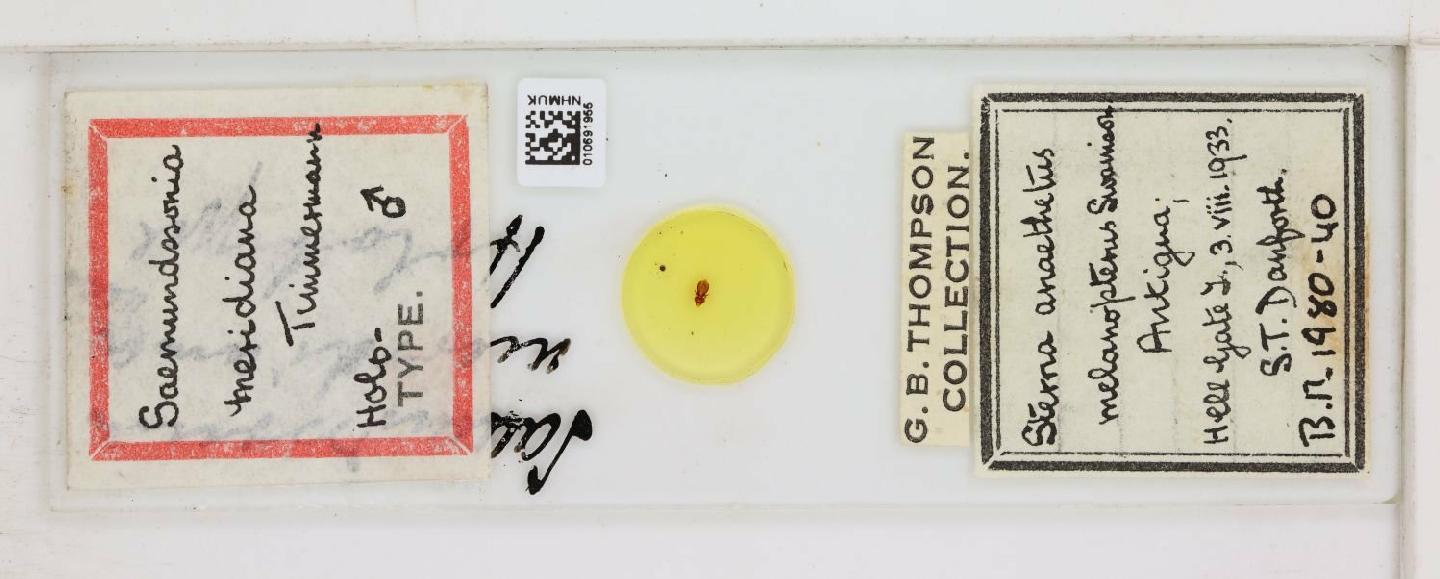 Saemundssonia
meridiana
Timmermann
Holo- ♂
TYPE.
NHMUK
010691955
G. B. THOMPSON
COLLECTION.
Sterna anaethetus
melanopterus Swainson
Antigua;
Hell Gate I., 3.viii.1933.
S.T. Danforth.
B.M. 1980-40